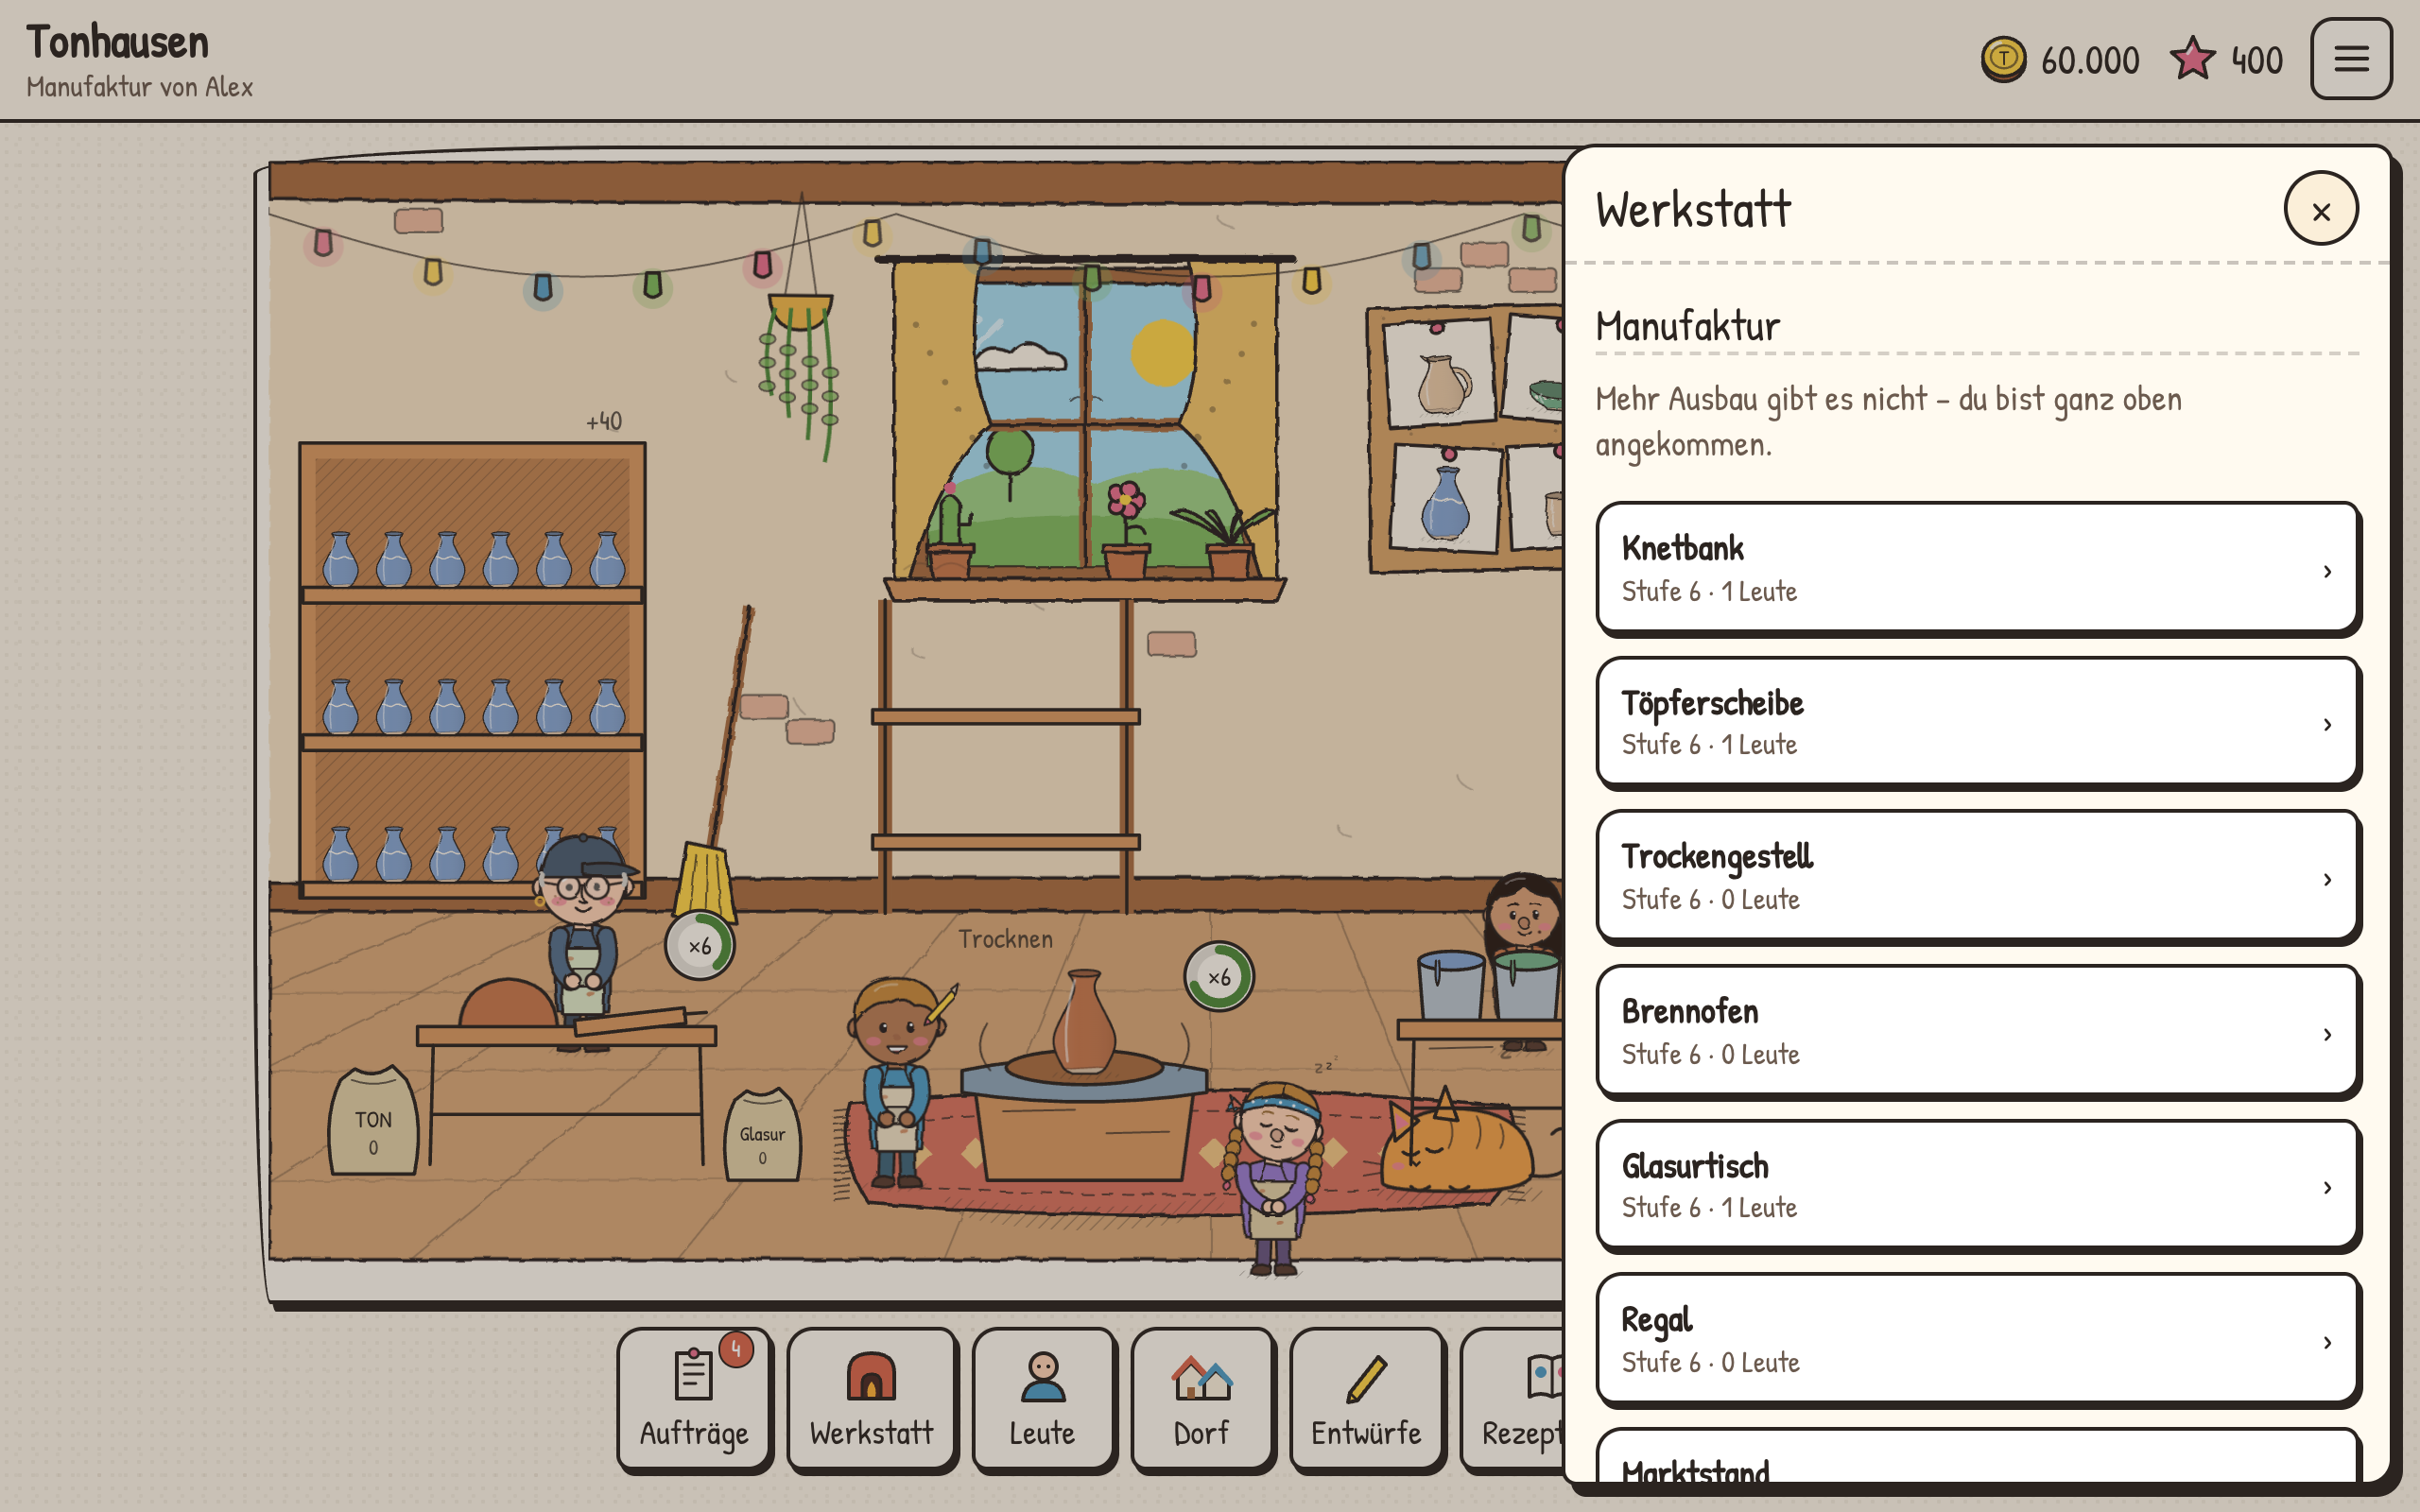 Tonhausen
Manufaktur von Alex
T
60.000
400
+40
×6
×6
Trocknen
z z z
TON
0
Glasur
0
4
Aufträge
Werkstatt
Leute
Dorf
Entwürfe
Rezept
Werkstatt
×
Manufaktur
Mehr Ausbau gibt es nicht – du bist ganz oben
angekommen.
Knetbank
Stufe 6 · 1 Leute
›
Töpferscheibe
Stufe 6 · 1 Leute
›
Trockengestell
Stufe 6 · 0 Leute
›
Brennofen
Stufe 6 · 0 Leute
›
Glasurtisch
Stufe 6 · 1 Leute
›
Regal
Stufe 6 · 0 Leute
›
Marktstand